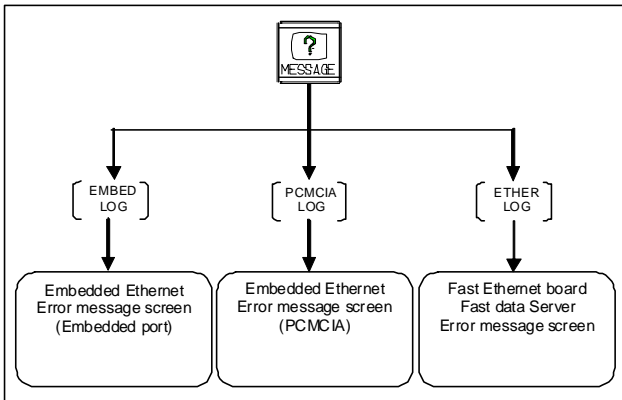 ?
MESSAGE
EMBED
LOG
PCMCIA
LOG
ETHER
LOG
Embedded Ethernet
Error message screen
(Embedded port)
Embedded Ethernet
Error message screen
(PCMCIA)
Fast Ethernet board
Fast data Server
Error message screen